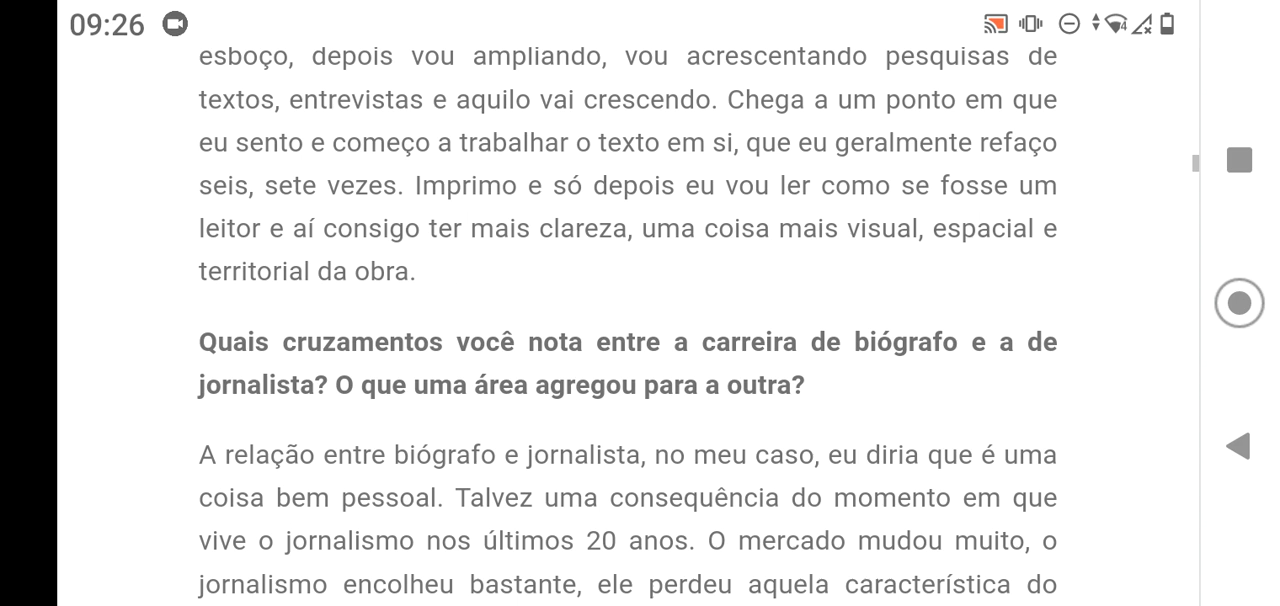 09:26
4
esboço, depois vou ampliando, vou acrescentando pesquisas de
textos, entrevistas e aquilo vai crescendo. Chega a um ponto em que
eu sento e começo a trabalhar o texto em si, que eu geralmente refaço
seis, sete vezes. Imprimo e só depois eu vou ler como se fosse um
leitor e aí consigo ter mais clareza, uma coisa mais visual, espacial e
territorial da obra.
Quais cruzamentos você nota entre a carreira de biógrafo e a de
jornalista? O que uma área agregou para a outra?
A relação entre biógrafo e jornalista, no meu caso, eu diria que é uma
coisa bem pessoal. Talvez uma consequência do momento em que
vive o jornalismo nos últimos 20 anos. O mercado mudou muito, o
jornalismo encolheu bastante, ele perdeu aquela característica do